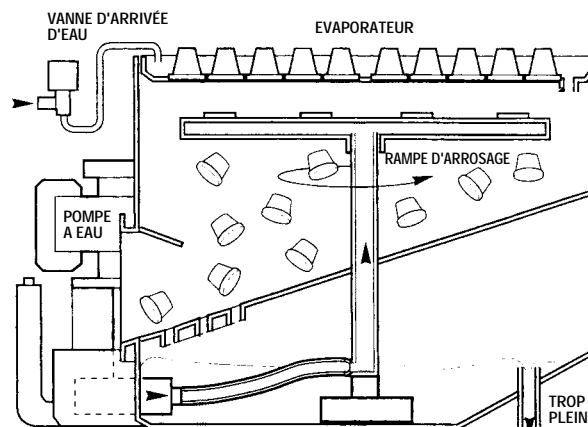 VANNE D'ARRIVÉE
D'EAU
EVAPORATEUR
RAMPE D'ARROSAGE
POMPE
A EAU
TROP
PLEIN